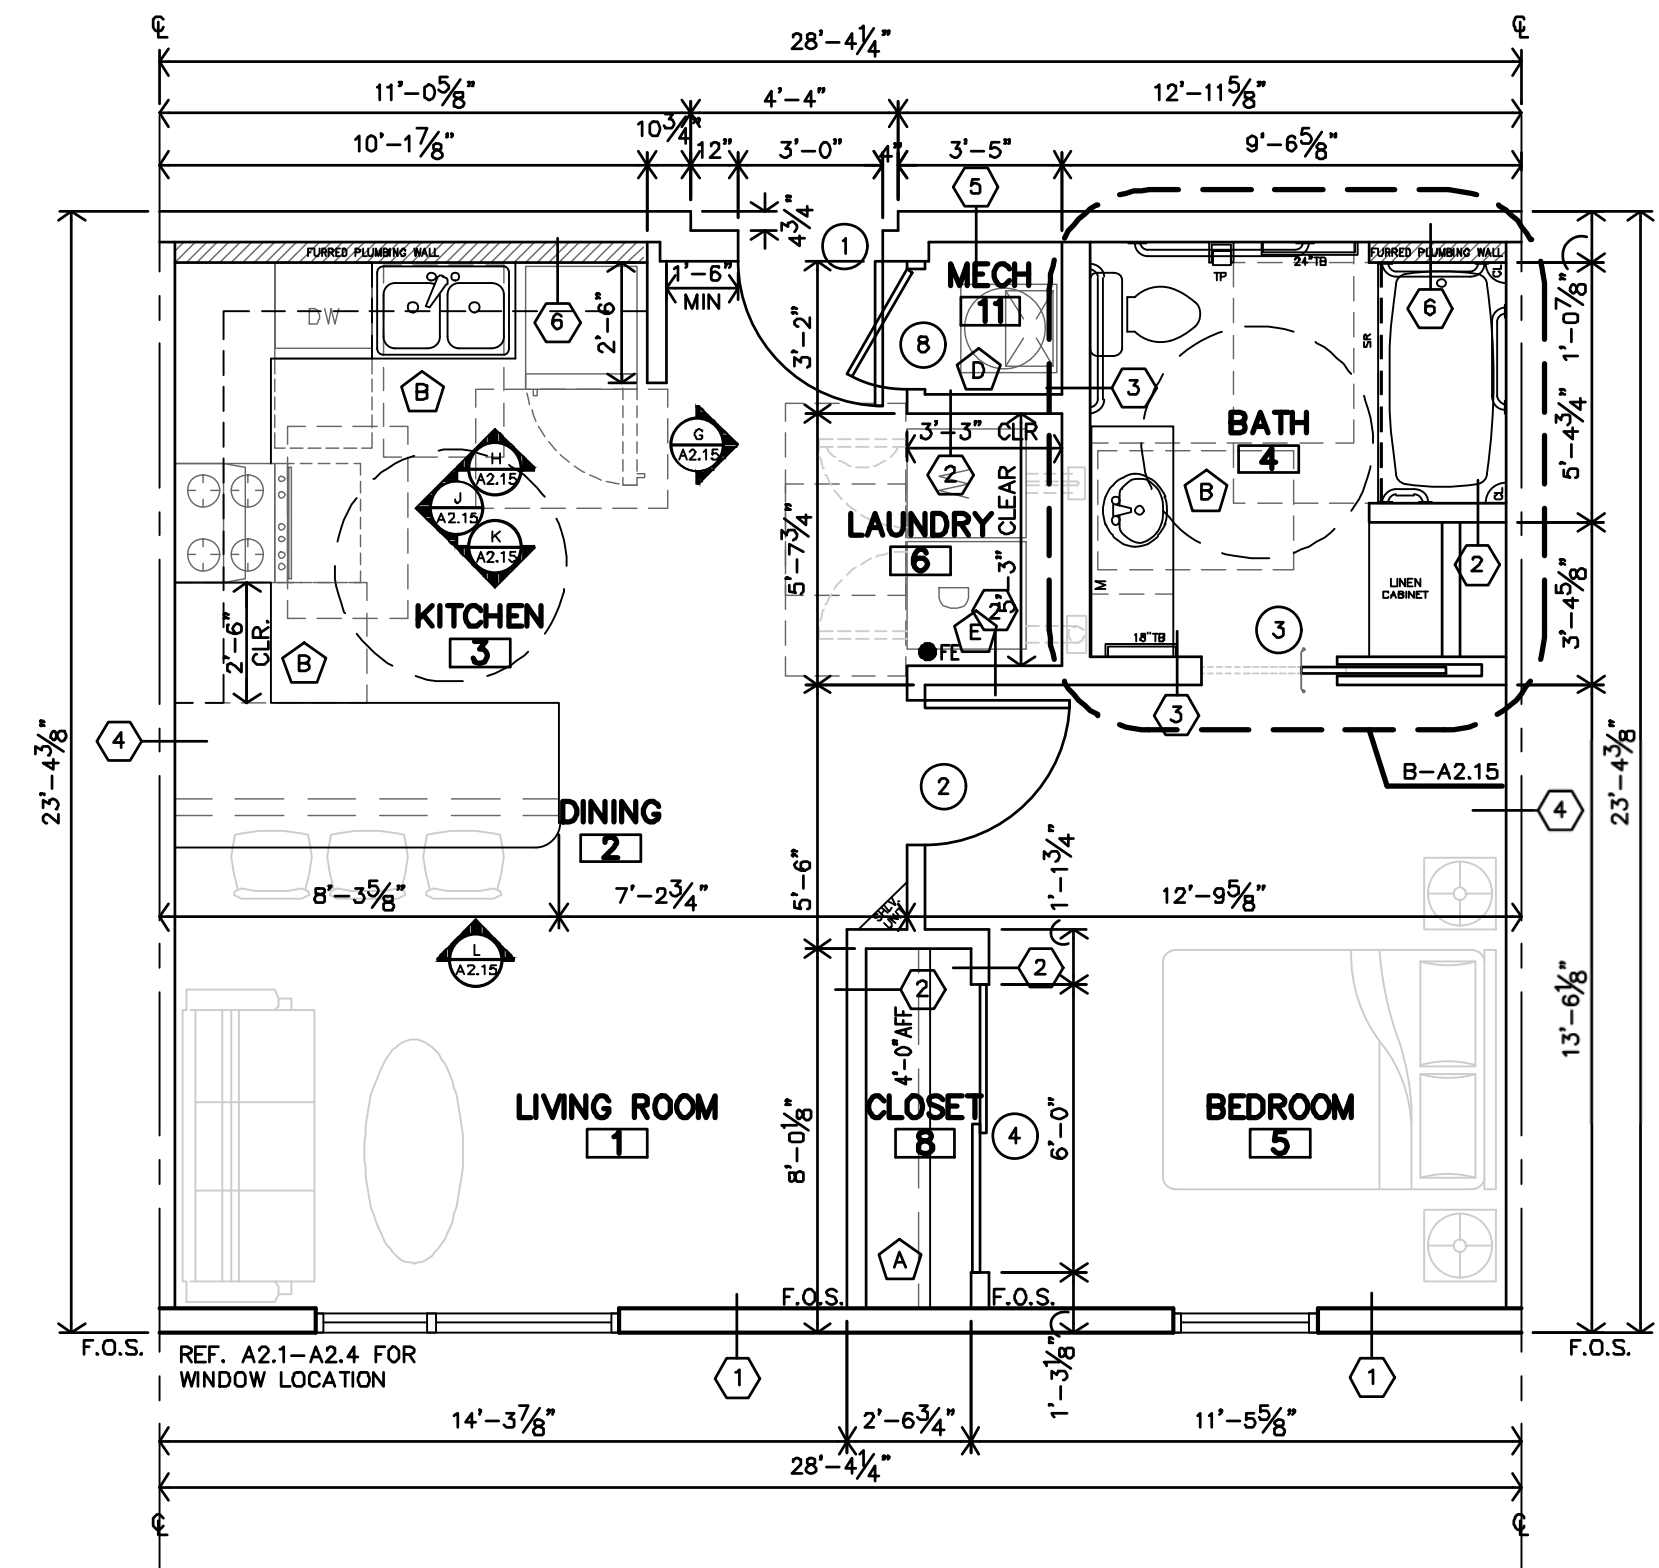 ℄ ℄
28'-4¼"
11'-0⅝" 4'-4" 12'-11⅝"
10¾"
10'-1⅞" 12" 3'-0" 4" 3'-5" 9'-6⅝"
5
4¾"
1
FURRED PLUMBING WALL
FURRED PLUMBING WALL
TP 24"TB CL
1'-6"
MIN
MECH
11
DW
6
2'-6"
3'-2"
8
D
6
1'-0⅞"
SR
B
3
BATH
4
G
A2.15
3'-3" CLR
5'-4¾"
H
A2.15
J
A2.15
K
A2.15
2
CLEAR
B
CL
LAUNDRY
6
5'-7¾"
5'-3"
2
2
E
FE
M
LINEN
CABINET
KITCHEN
3
2'-6"
CLR.
B
18"TB
3
3'-4⅝"
3
4
23'-4⅜"
2
B-A2.15
23'-4⅜"
4
DINING
2
5'-6"
1'-1¾"
8'-3⅝" 7'-2¾" 12'-9⅝"
SHLV.
UNIT
L
A2.15
2
2
4'-0"AFF
13'-6⅛"
LIVING ROOM
1
8'-0⅛"
CLOSET
8
4
6'-0"
BEDROOM
5
A
F.O.S. F.O.S.
F.O.S.
REF. A2.1-A2.4 FOR
WINDOW LOCATION
F.O.S.
1
1'-3⅛"
1
14'-3⅞" 2'-6¾" 11'-5⅝"
28'-4¼"
℄ ℄